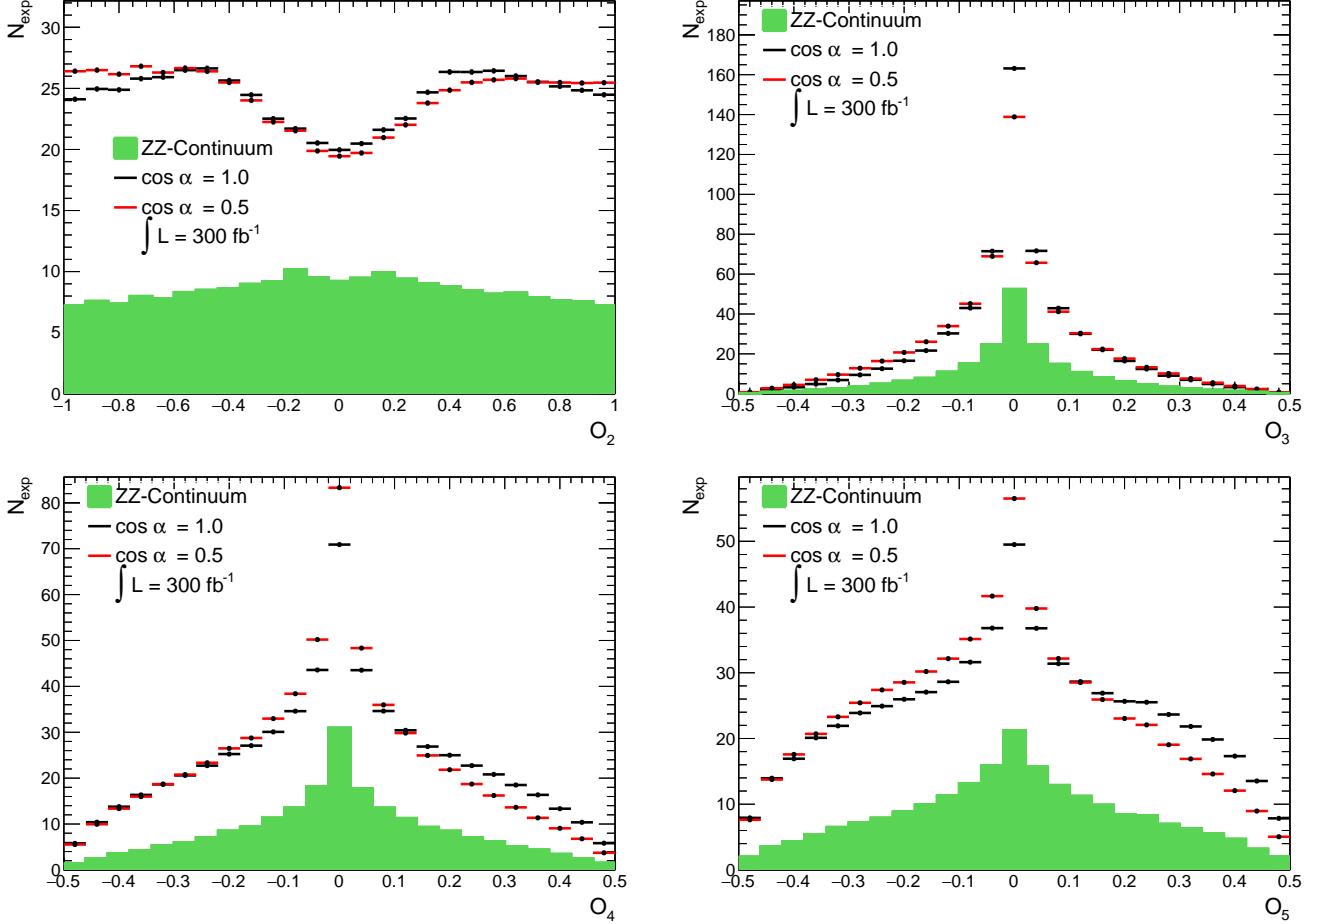 N_exp
30
25
20
15
10
5
0
ZZ-Continuum
cos α = 1.0
cos α = 0.5
∫ L = 300 fb⁻¹
−1 −0.8 −0.6 −0.4 −0.2 0 0.2 0.4 0.6 0.8 1
O₂
N_exp
180
160
140
120
100
80
60
40
20
0
ZZ-Continuum
cos α = 1.0
cos α = 0.5
∫ L = 300 fb⁻¹
−0.5 −0.4 −0.3 −0.2 −0.1 0 0.1 0.2 0.3 0.4 0.5
O₃
N_exp
80
70
60
50
40
30
20
10
0
ZZ-Continuum
cos α = 1.0
cos α = 0.5
∫ L = 300 fb⁻¹
−0.5 −0.4 −0.3 −0.2 −0.1 0 0.1 0.2 0.3 0.4 0.5
O₄
N_exp
50
40
30
20
10
0
ZZ-Continuum
cos α = 1.0
cos α = 0.5
∫ L = 300 fb⁻¹
−0.5 −0.4 −0.3 −0.2 −0.1 0 0.1 0.2 0.3 0.4 0.5
O₅